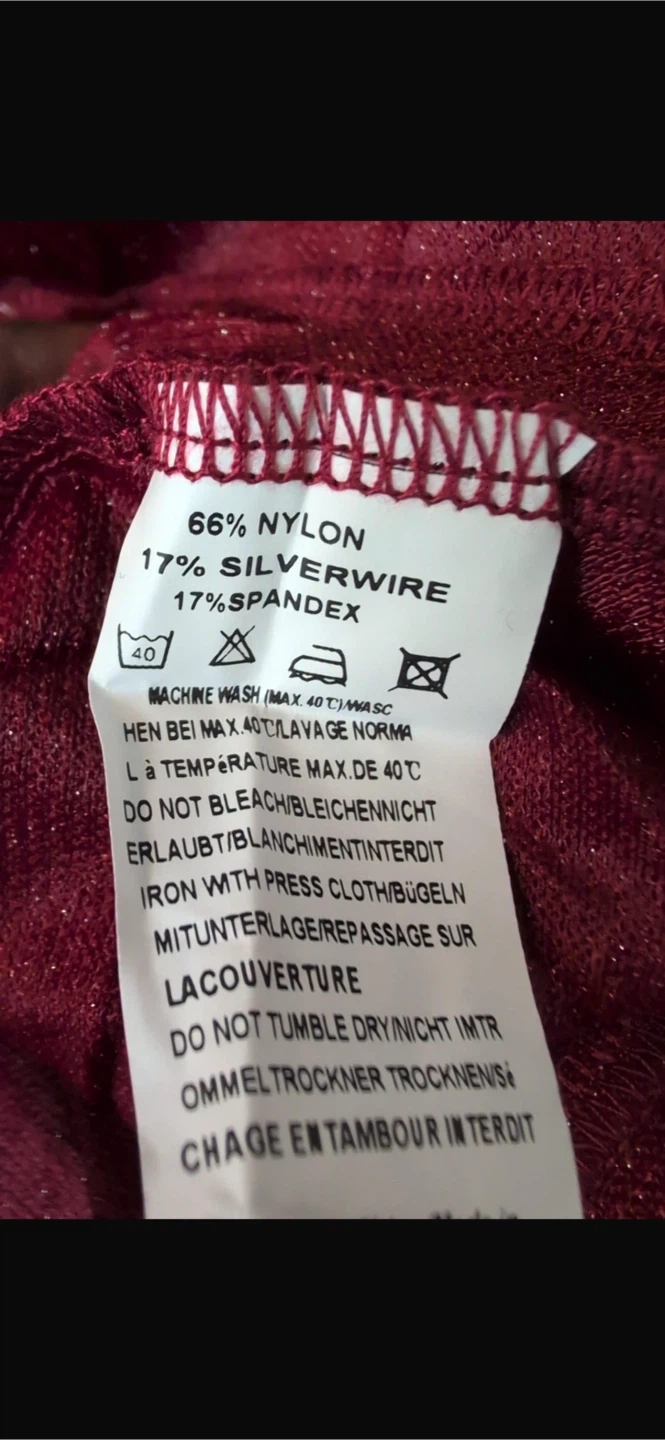 66% NYLON
17% SILVERWIRE
17%SPANDEX
40
MACHINE WASH (MAX. 40℃)/WASC
HEN BEI MAX.40℃/LAVAGE NORMA
L à TEMPéRATURE MAX.DE 40℃
DO NOT BLEACH/BLEICHENNICHT
ERLAUBT/BLANCHIMENTINTERDIT
IRON WITH PRESS CLOTH/BüGELN
MITUNTERLAGE/REPASSAGE SUR
LACOUVERTURE
DO NOT TUMBLE DRY/NICHT IMTR
OMMELTROCKNER TROCKNEN/Sé
CHAGE ENTAMBOUR INTERDIT